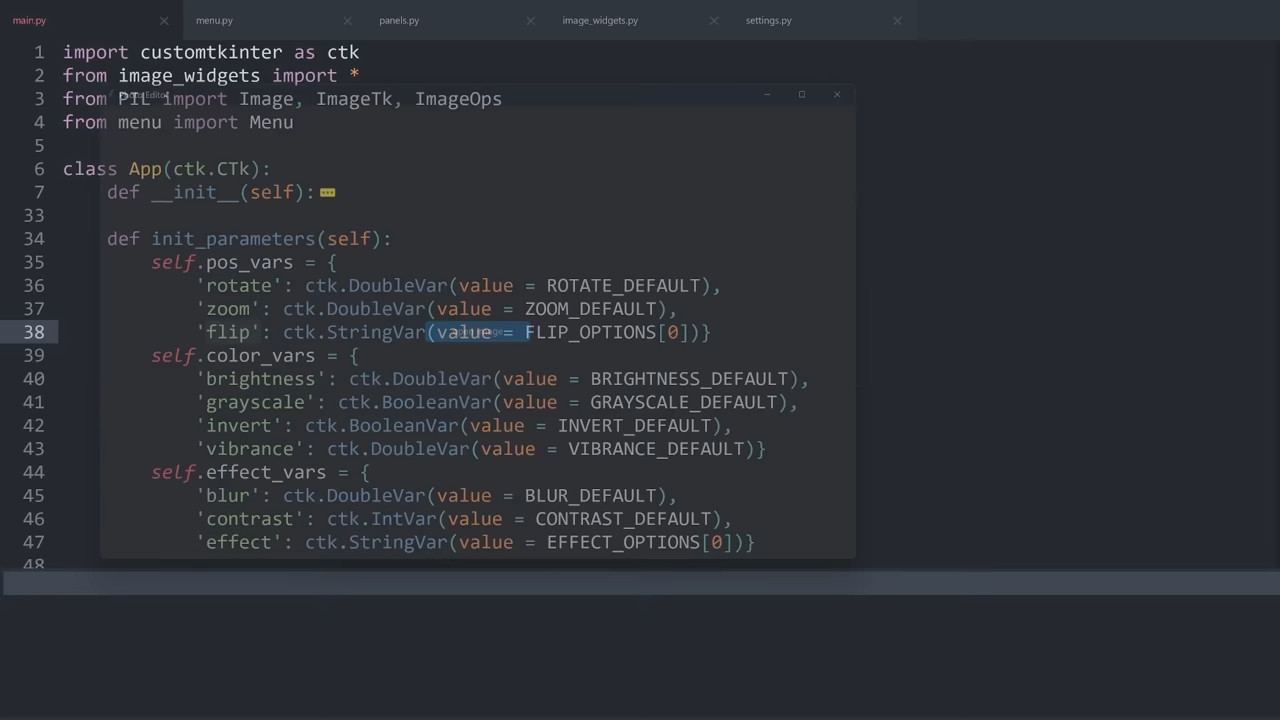 main.py menu.py panels.py image_widgets.py settings.py
1 import customtkinter as ctk
2 from image_widgets import *
3 from PIL import Image, ImageTk, ImageOps
4 from menu import Menu
5
6 class App(ctk.CTk):
7 def __init__(self):
33
34 def init_parameters(self):
35 self.pos_vars = {
36 'rotate': ctk.DoubleVar(value = ROTATE_DEFAULT),
37 'zoom': ctk.DoubleVar(value = ZOOM_DEFAULT),
38 'flip': ctk.StringVar(value = FLIP_OPTIONS[0])}
39 self.color_vars = {
40 'brightness': ctk.DoubleVar(value = BRIGHTNESS_DEFAULT),
41 'grayscale': ctk.BooleanVar(value = GRAYSCALE_DEFAULT),
42 'invert': ctk.BooleanVar(value = INVERT_DEFAULT),
43 'vibrance': ctk.DoubleVar(value = VIBRANCE_DEFAULT)}
44 self.effect_vars = {
45 'blur': ctk.DoubleVar(value = BLUR_DEFAULT),
46 'contrast': ctk.IntVar(value = CONTRAST_DEFAULT),
47 'effect': ctk.StringVar(value = EFFECT_OPTIONS[0])}
48